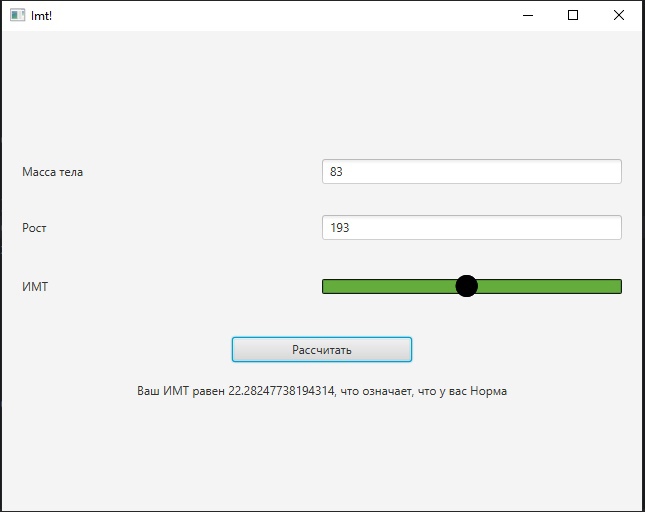 Imt!
Масса тела 83
Рост 193
ИМТ
Рассчитать
Ваш ИМТ равен 22.28247738194314, что означает, что у вас Норма